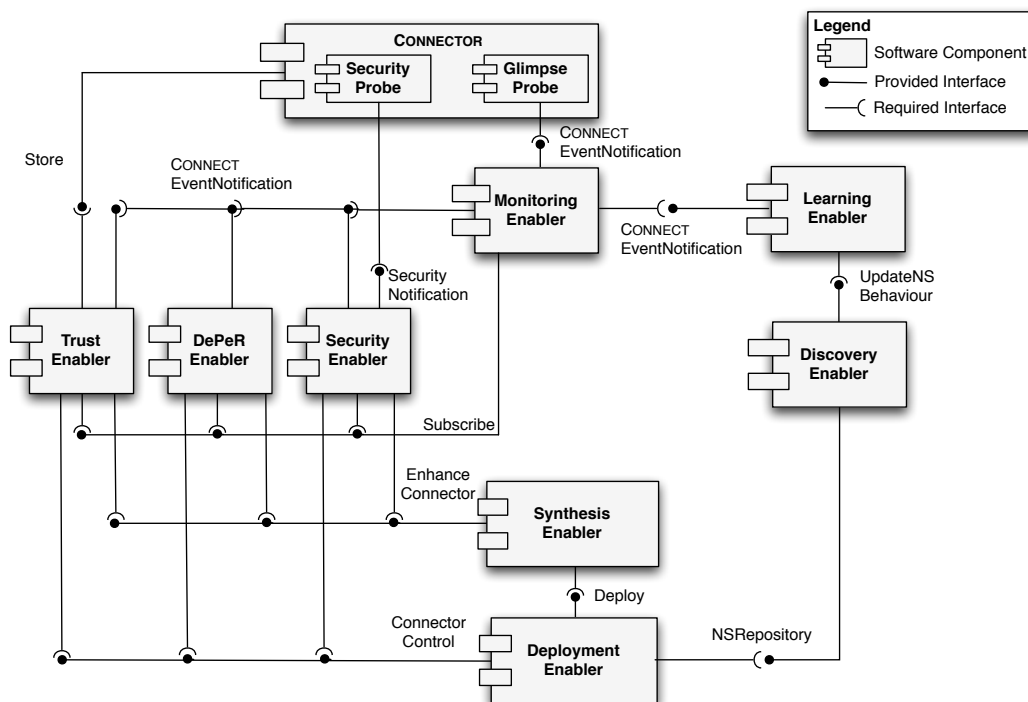 CONNECTOR
Security
Probe
Glimpse
Probe
Legend
Software Component
Provided Interface
Required Interface
Store
CONNECT
EventNotification
CONNECT
EventNotification
Monitoring
Enabler
CONNECT
EventNotification
Learning
Enabler
Security
Notification
UpdateNS
Behaviour
Trust
Enabler
DePeR
Enabler
Security
Enabler
Discovery
Enabler
Subscribe
Enhance
Connector
Synthesis
Enabler
Deploy
Connector
Control
Deployment
Enabler
NSRepository